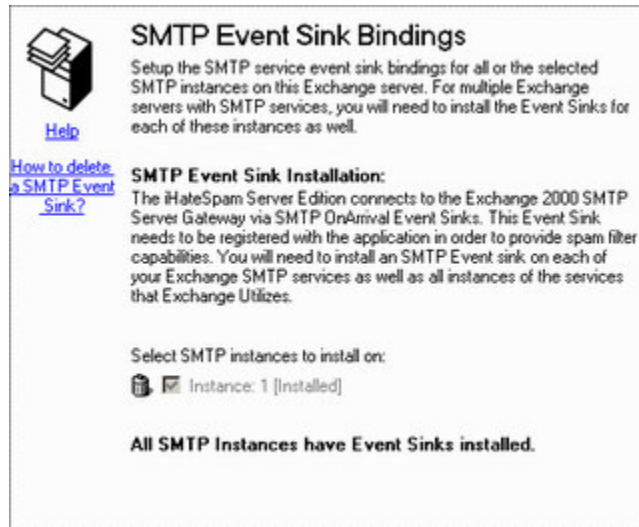 SMTP Event Sink Bindings
Setup the SMTP service event sink bindings for all or the selected
SMTP instances on this Exchange server. For multiple Exchange
servers with SMTP services, you will need to install the Event Sinks for
each of these instances as well.
Help
How to delete
a SMTP Event
Sink?
SMTP Event Sink Installation:
The iHateSpam Server Edition connects to the Exchange 2000 SMTP
Server Gateway via SMTP OnArrival Event Sinks. This Event Sink
needs to be registered with the application in order to provide spam filter
capabilities. You will need to install an SMTP Event sink on each of
your Exchange SMTP services as well as all instances of the services
that Exchange Utilizes.
Select SMTP instances to install on:
Instance: 1 [Installed]
All SMTP Instances have Event Sinks installed.